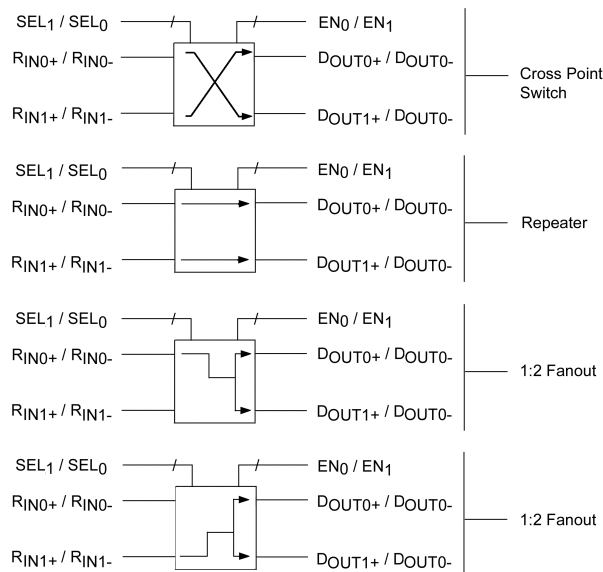 SEL1 / SEL0 EN0 / EN1
RIN0+ / RIN0- DOUT0+ / DOUT0-
Cross Point
Switch
RIN1+ / RIN1- DOUT1+ / DOUT0-
SEL1 / SEL0 EN0 / EN1
RIN0+ / RIN0- DOUT0+ / DOUT0-
Repeater
RIN1+ / RIN1- DOUT1+ / DOUT0-
SEL1 / SEL0 EN0 / EN1
RIN0+ / RIN0- DOUT0+ / DOUT0-
1:2 Fanout
RIN1+ / RIN1- DOUT1+ / DOUT0-
SEL1 / SEL0 EN0 / EN1
RIN0+ / RIN0- DOUT0+ / DOUT0-
1:2 Fanout
RIN1+ / RIN1- DOUT1+ / DOUT0-